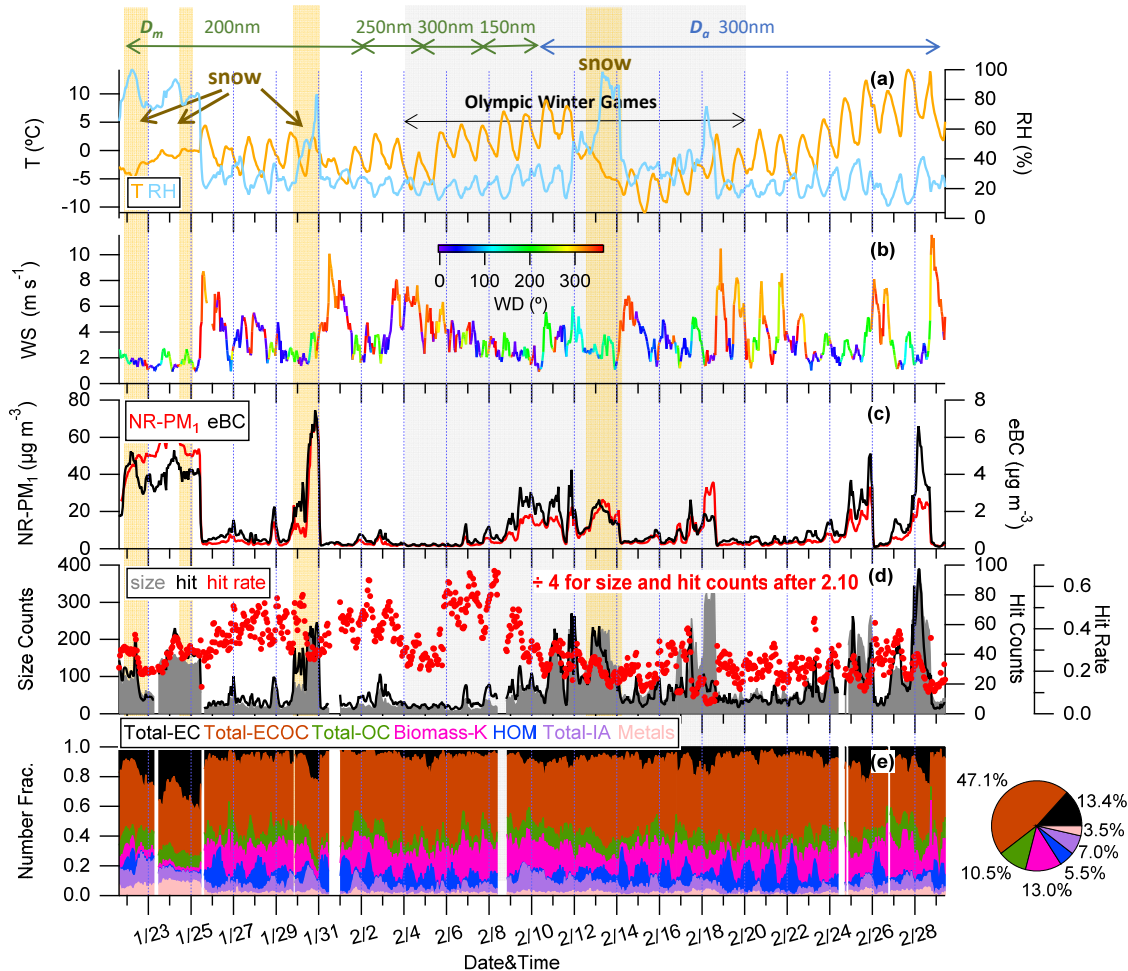 Dm 200nm 250nm 300nm 150nm Da 300nm
snow
snow
(a)
Olympic Winter Games
T (ºC)
10
5
0
-5
-10
T RH
100
80
60
40
20
0
RH (%)
(b)
WS (m s-1)
10
8
6
4
2
0
0 100 200 300
WD (º)
(c)
NR-PM1 (µg m-3)
80
60
40
20
0
NR-PM1 eBC
8
6
4
2
0
eBC (µg m-3)
(d)
Size Counts
400
300
200
100
0
size hit hit rate
÷ 4 for size and hit counts after 2.10
100
80
60
40
20
0
Hit Counts
0.6
0.4
0.2
0.0
Hit Rate
Total-EC Total-ECOC Total-OC Biomass-K HOM Total-IA Metals
(e)
Number Frac.
1.0
0.8
0.6
0.4
0.2
0.0
47.1%
13.4%
3.5%
7.0%
5.5%
13.0%
10.5%
1/23 1/25 1/27 1/29 1/31 2/2 2/4 2/6 2/8 2/10 2/12 2/14 2/16 2/18 2/20 2/22 2/24 2/26 2/28
Date&Time